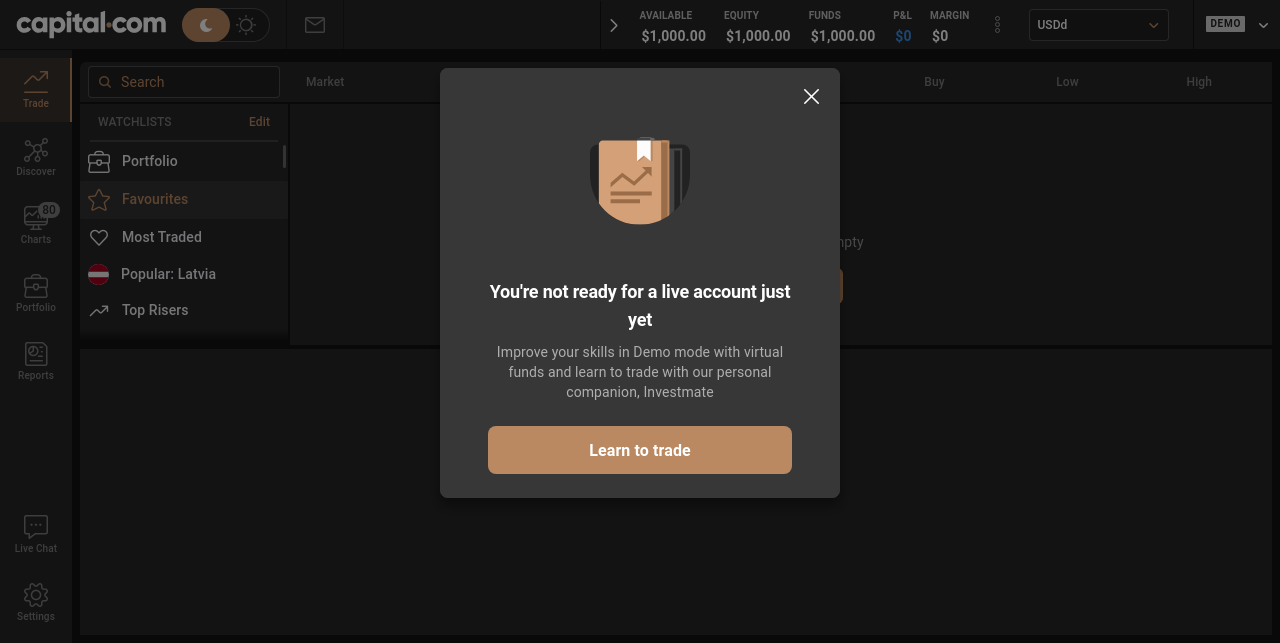 capital.com
AVAILABLE EQUITY FUNDS P&L MARGIN
$1,000.00 $1,000.00 $1,000.00 $0 $0
USDd
DEMO
Search
Market Buy Low High
Trade
WATCHLISTS Edit
Portfolio
Discover
Favourites
80
Charts
Most Traded
Popular: Latvia
Portfolio
Top Risers
Reports
You're not ready for a live account just
yet
Improve your skills in Demo mode with virtual
funds and learn to trade with our personal
companion, Investmate
Learn to trade
Live Chat
Settings